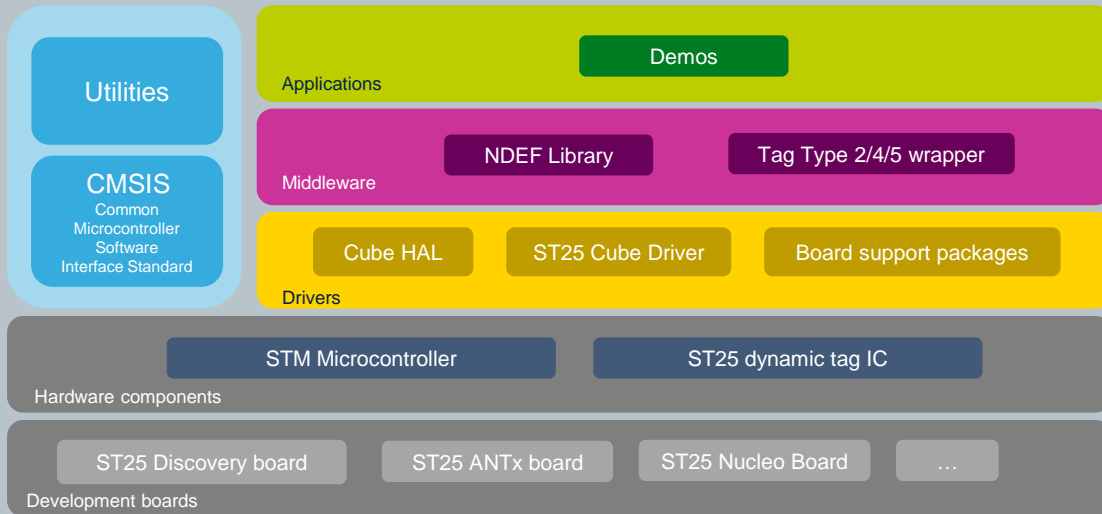 Utilities
CMSIS
Common
Microcontroller
Software
Interface Standard
Demos
Applications
NDEF Library
Tag Type 2/4/5 wrapper
Middleware
Cube HAL
ST25 Cube Driver
Board support packages
Drivers
STM Microcontroller
ST25 dynamic tag IC
Hardware components
ST25 Discovery board
ST25 ANTx board
ST25 Nucleo Board
…
Development boards